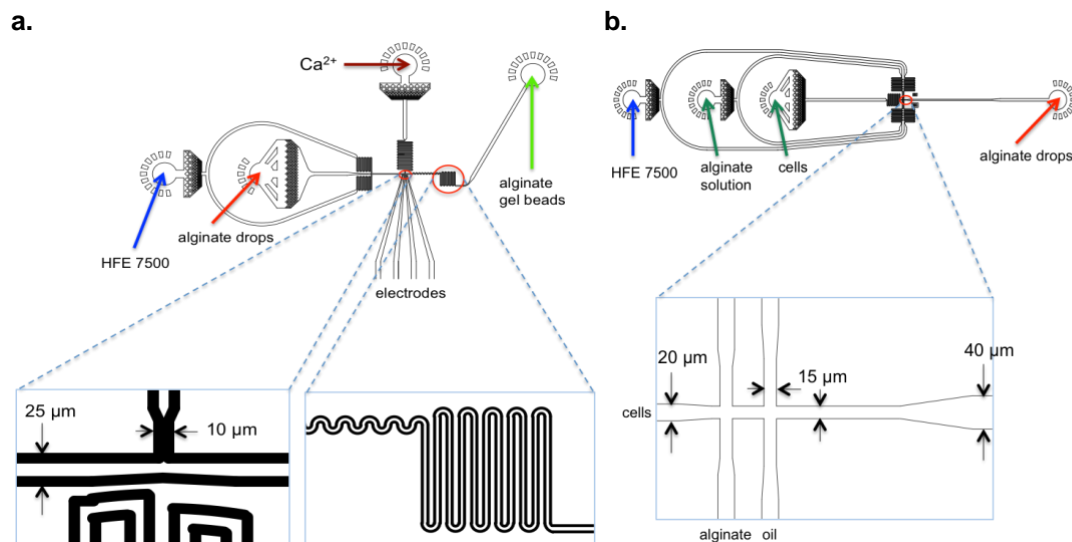 a.
Ca²⁺
HFE 7500
alginate drops
alginate
gel beads
electrodes
25 µm
10 µm
b.
HFE 7500
alginate
solution
cells
alginate drops
20 µm
15 µm
40 µm
cells
alginate oil